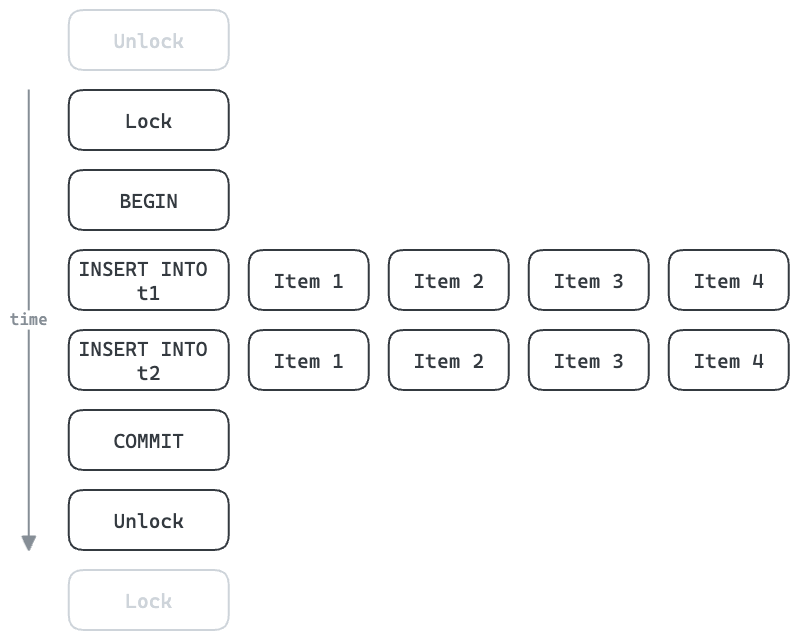 Unlock
Lock
BEGIN
INSERT INTO
t1
Item 1
Item 2
Item 3
Item 4
time
INSERT INTO
t2
Item 1
Item 2
Item 3
Item 4
COMMIT
Unlock
Lock